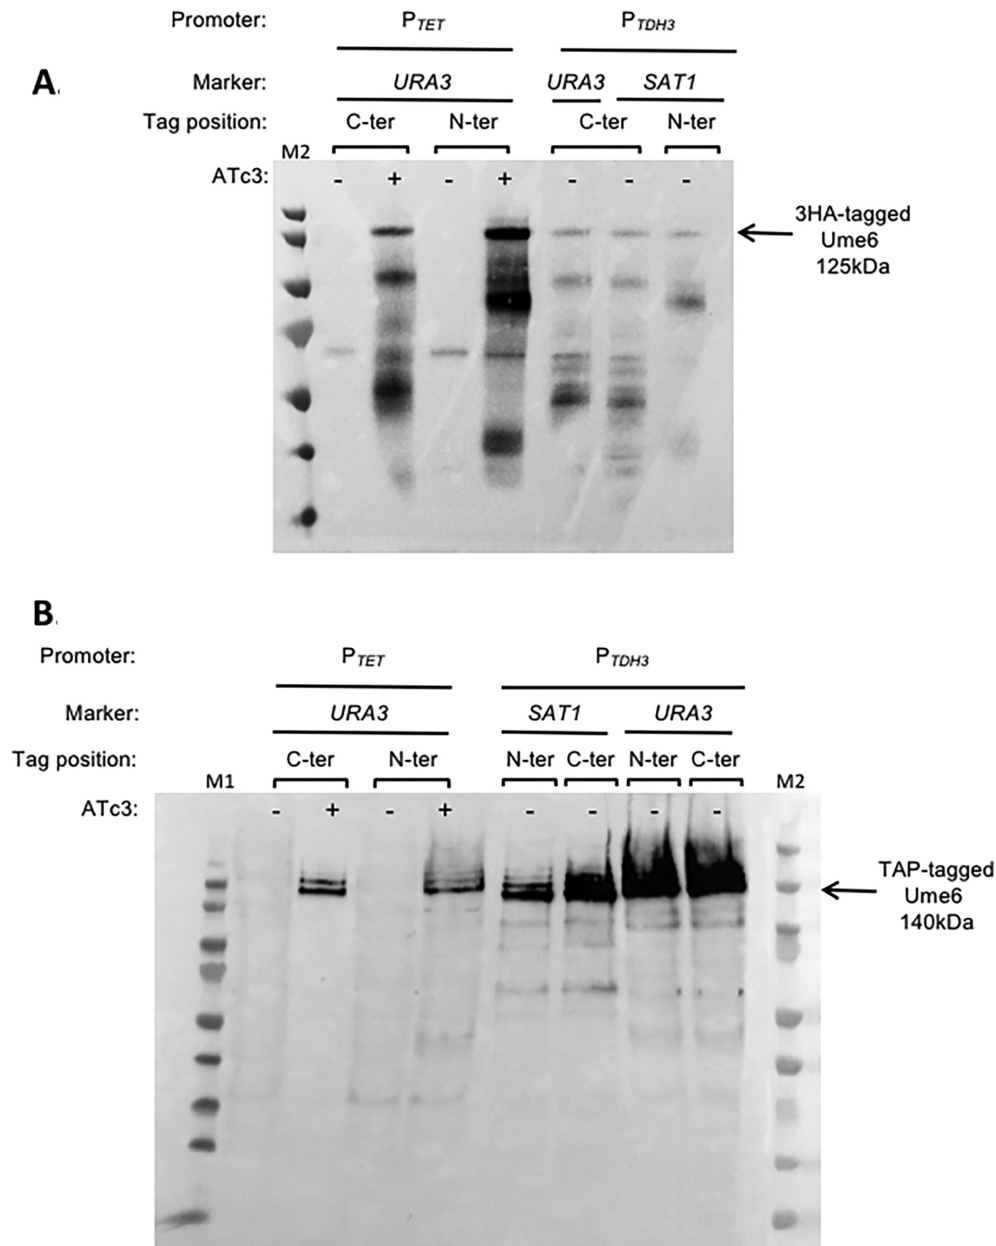 Promoter: P_TET P_TDH3
A.
Marker: URA3 URA3 SAT1
Tag position: C-ter N-ter C-ter N-ter
M2
ATc3: - + - + - - -
3HA-tagged
Ume6
125kDa
B.
Promoter: P_TET P_TDH3
Marker: URA3 SAT1 URA3
Tag position: C-ter N-ter N-ter C-ter N-ter C-ter
M1 M2
ATc3: - + - + - - - -
TAP-tagged
Ume6
140kDa